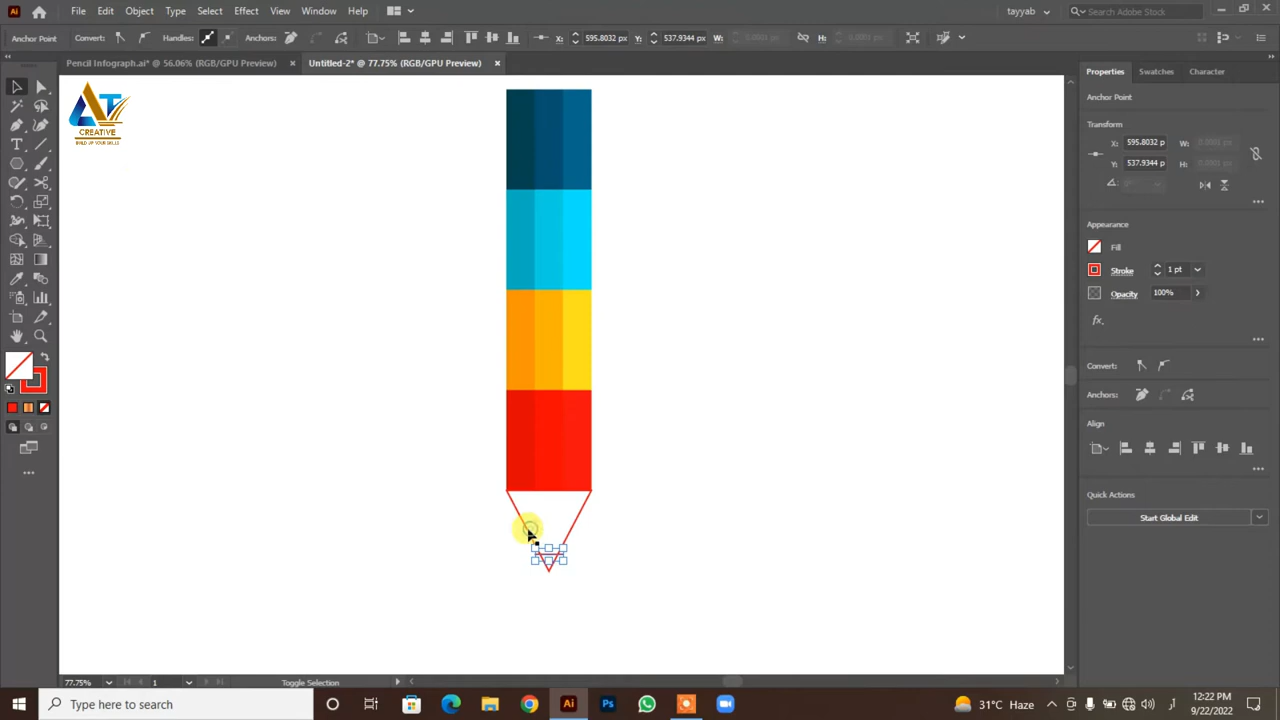 Ai File Edit Object Type Select Effect View Window Help tayyab Search Adobe Stock
Anchor Point Convert: Handles: Anchors: X: 595.8032 px Y: 537.9344 px W: 0.0001 px H: 0.0001 px
Pencil Infograph.ai* @ 56.06% (RGB/GPU Preview) × Untitled-2* @ 77.75% (RGB/GPU Preview) ×
Properties Swatches Character
AT
CREATIVE
BUILD UP YOUR SKILLS
Anchor Point
Transform
X: 595.8032 p W: 0.0001 p
Y: 537.9344 p H: 0.0001 p
Appearance
Fill
Stroke 1 pt
Opacity 100%
fx.
Convert:
Anchors:
Align
Quick Actions
Start Global Edit
77.75% 1 Toggle Selection
Type here to search Ai Ps 31°C Haze 12:22 PM
9/22/2022